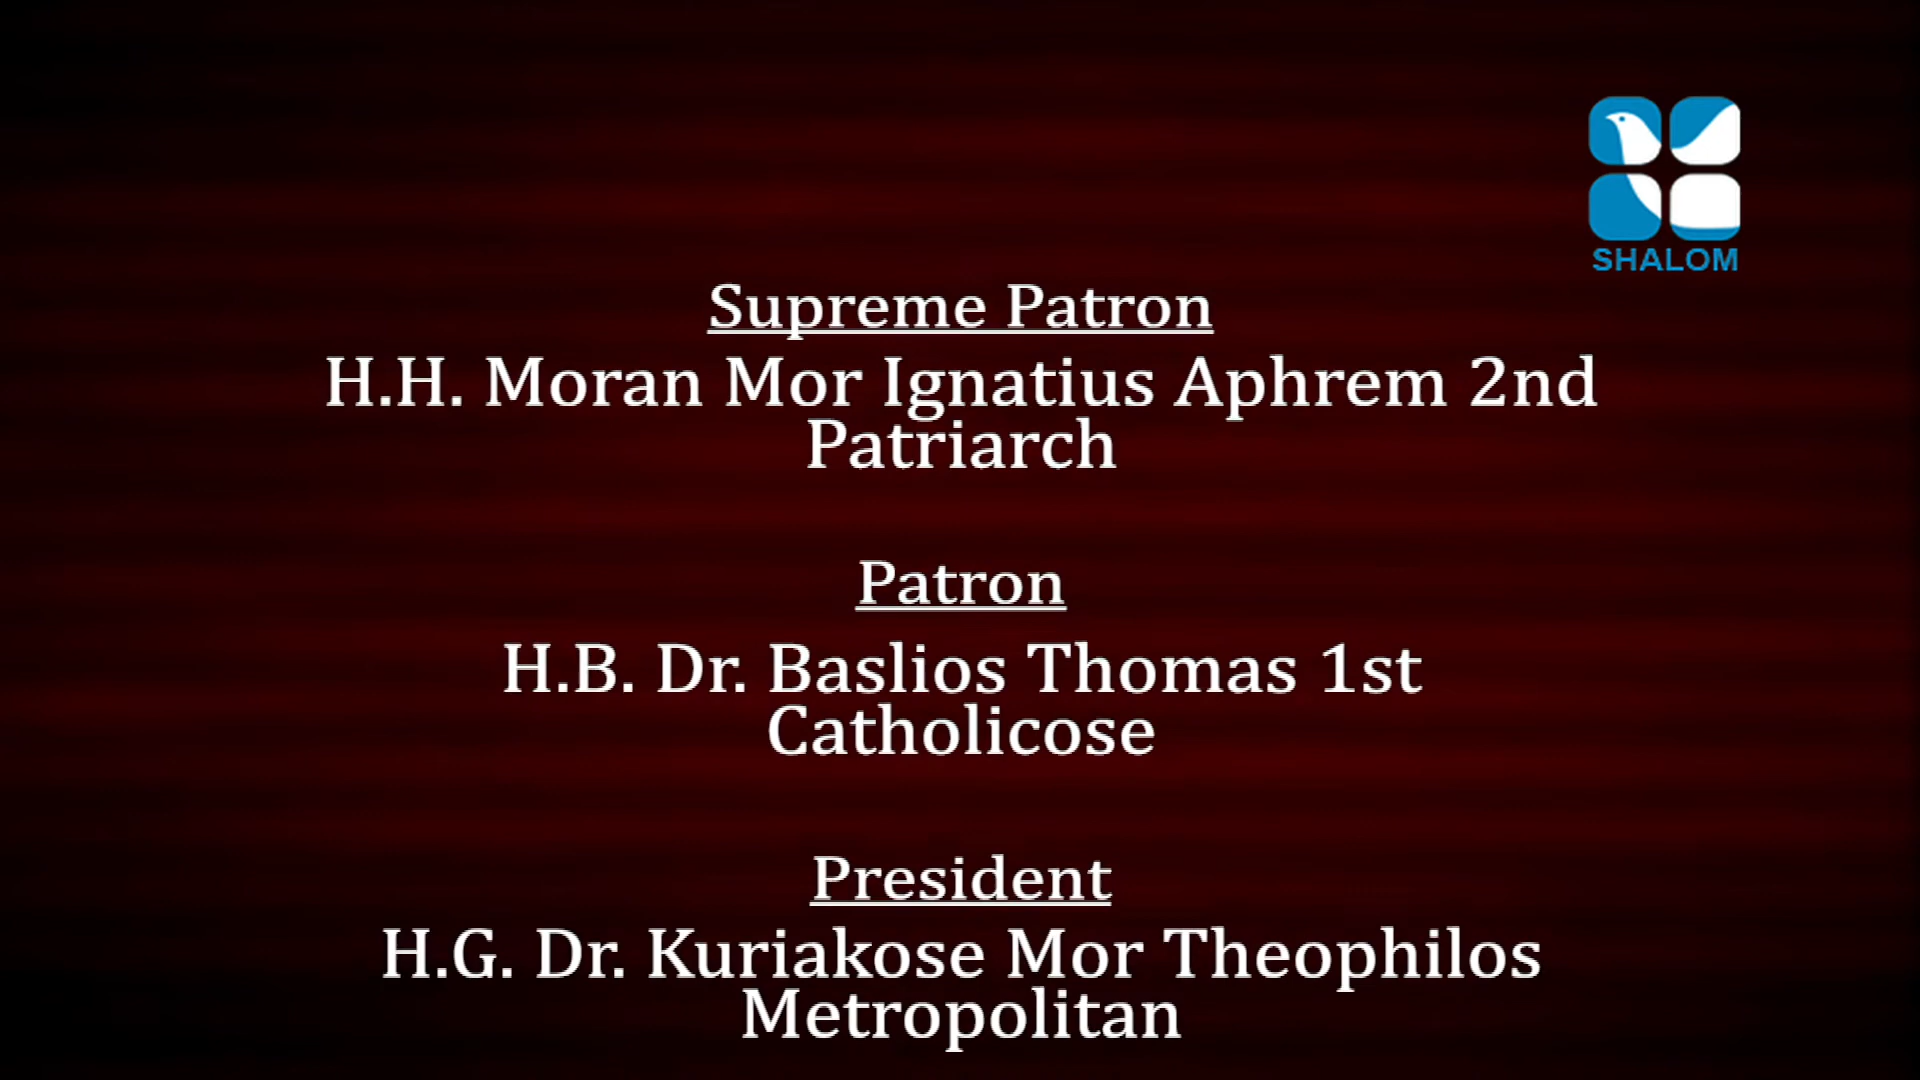 SHALOM
Supreme Patron
H.H. Moran Mor Ignatius Aphrem 2nd
Patriarch
Patron
H.B. Dr. Baslios Thomas 1st
Catholicose
President
H.G. Dr. Kuriakose Mor Theophilos
Metropolitan